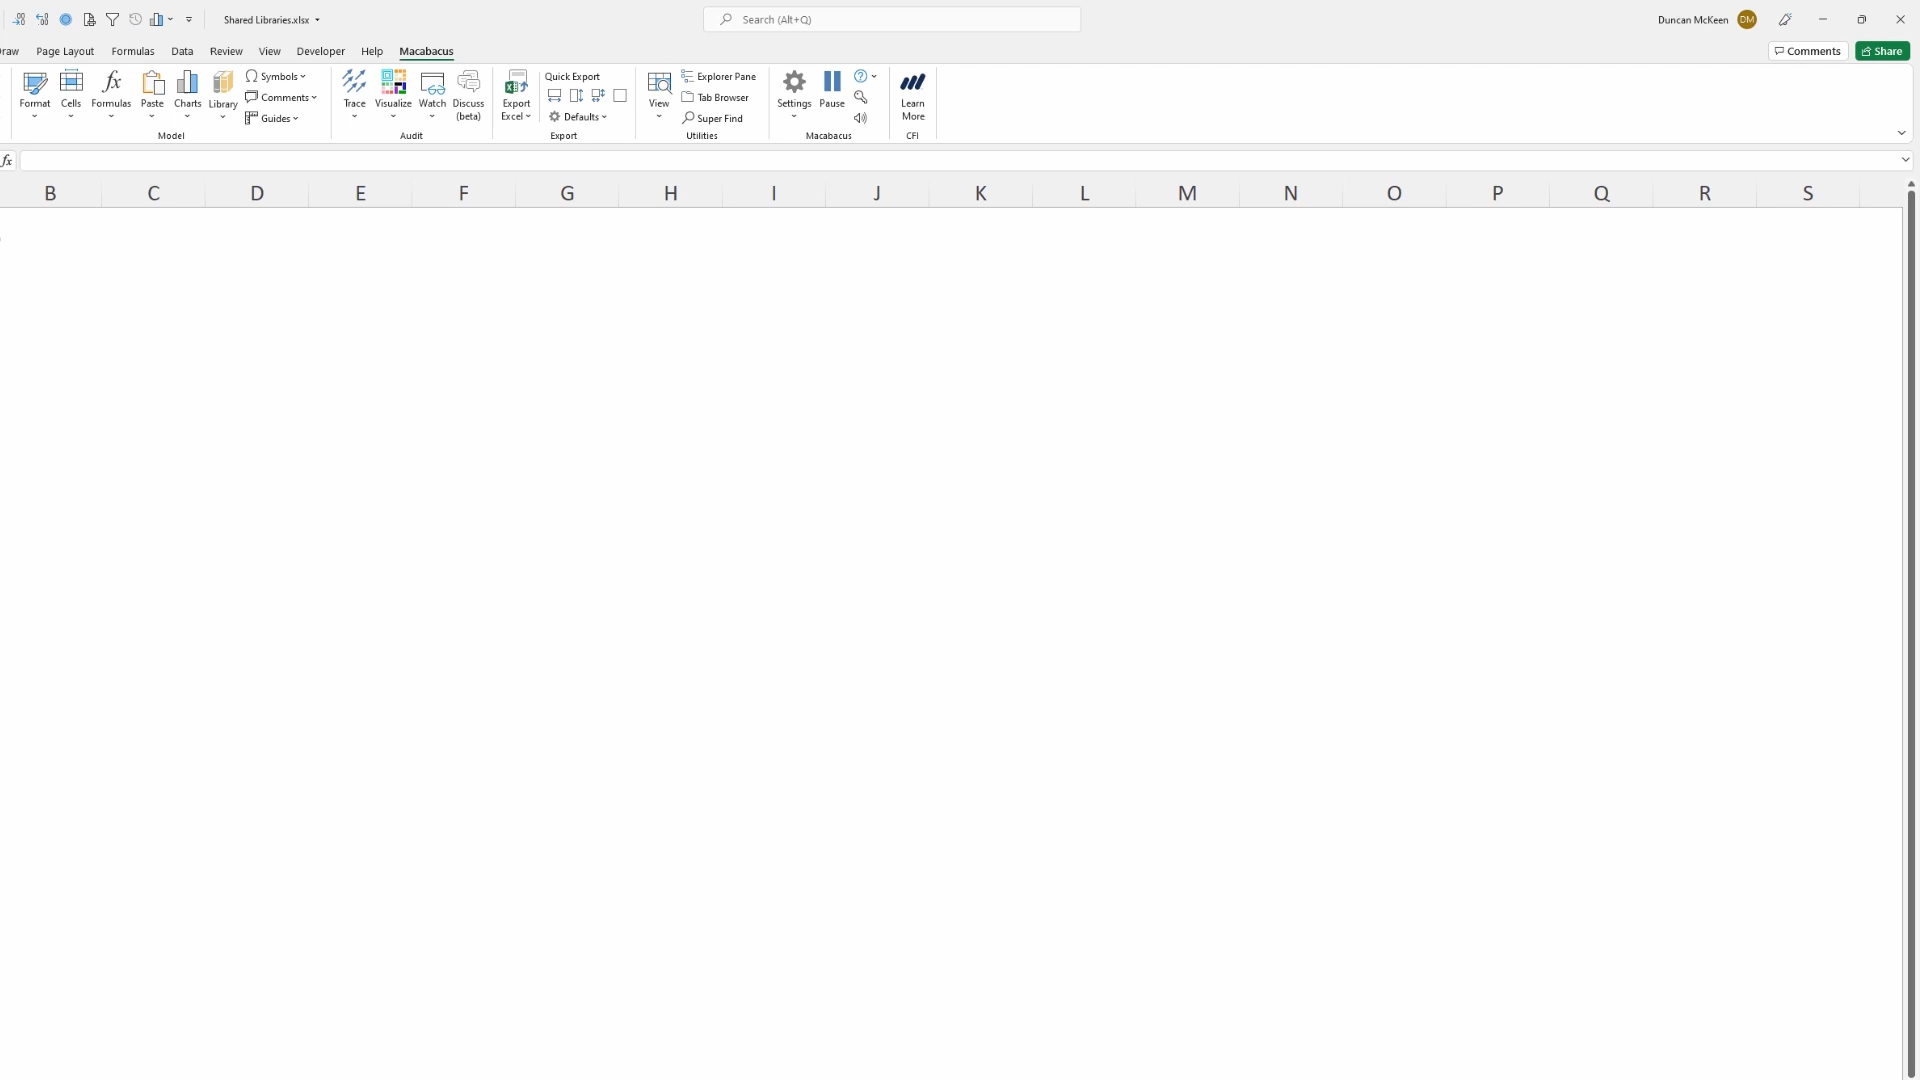 Shared Libraries.xlsx
Search (Alt+Q)
Duncan McKeen DM
raw Page Layout Formulas Data Review View Developer Help Macabacus
Comments Share
Format Cells Formulas Paste Charts Library
Symbols
Comments
Guides
Model
Trace Visualize Watch Discuss
(beta)
Audit
Export
Excel
Quick Export
Defaults
Export
View
Explorer Pane
Tab Browser
Super Find
Utilities
Settings Pause
Macabacus
Learn
More
CFI
fx
B C D E F G H I J K L M N O P Q R S